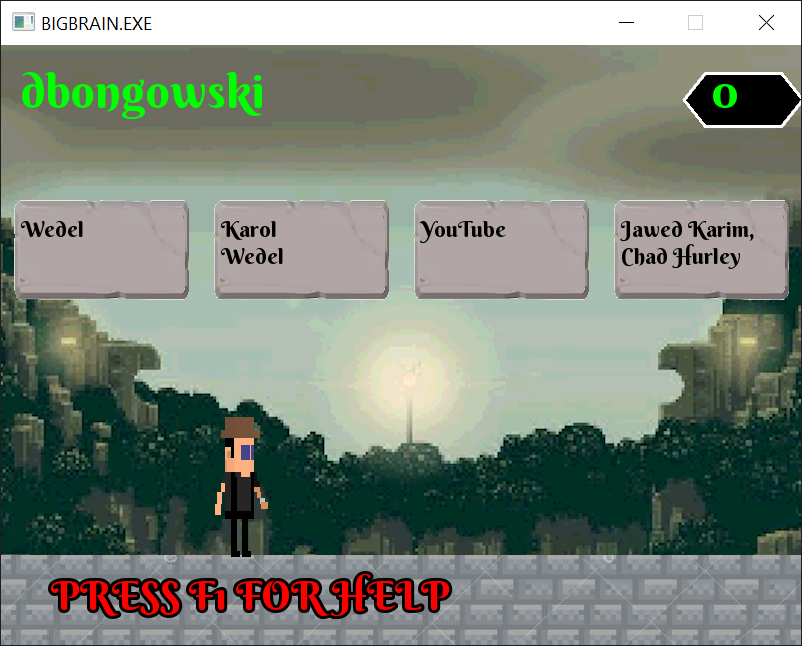 BIGBRAIN.EXE
dbongowski
0
Wedel
Karol
Wedel
YouTube
Jawed Karim,
Chad Hurley
PRESS F1 FOR HELP